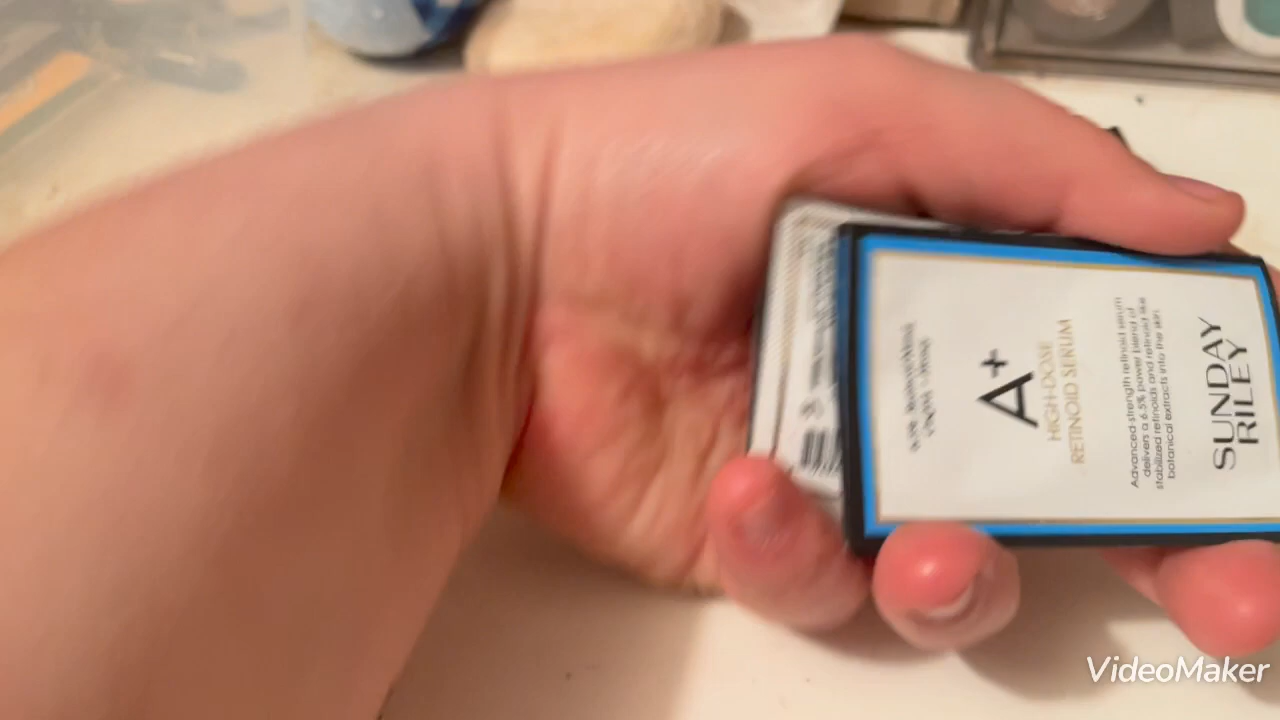 SUNDAY
RILEY
Advanced-strength retinoid serum
delivers a 6.5% power blend of
stabilized retinoids and retinoid-like
botanical extracts into the skin
A+
HIGH-DOSE
RETINOID SERUM
VideoMaker